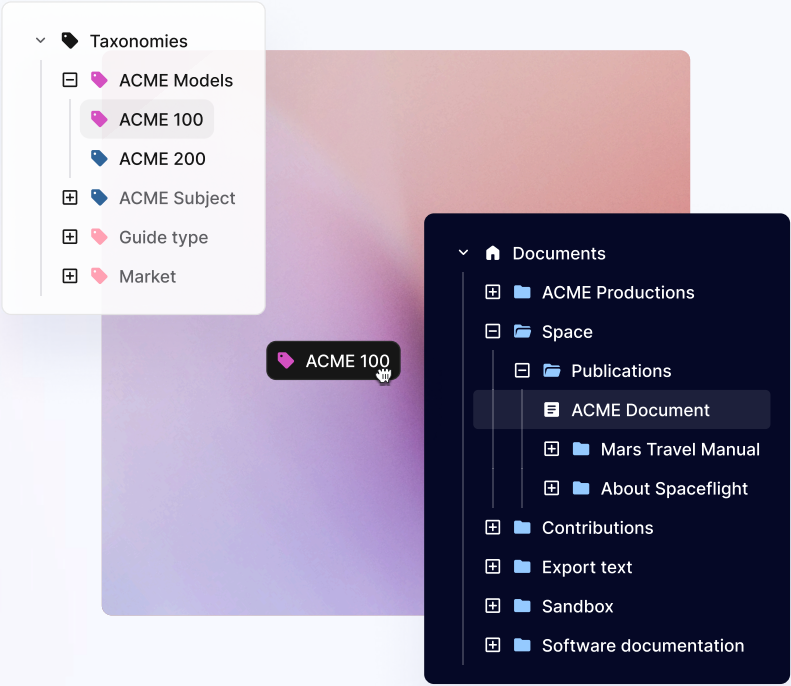 Taxonomies
ACME Models
ACME 100
ACME 200
ACME Subject
Guide type
Market
ACME 100
Documents
ACME Productions
Space
Publications
ACME Document
Mars Travel Manual
About Spaceflight
Contributions
Export text
Sandbox
Software documentation